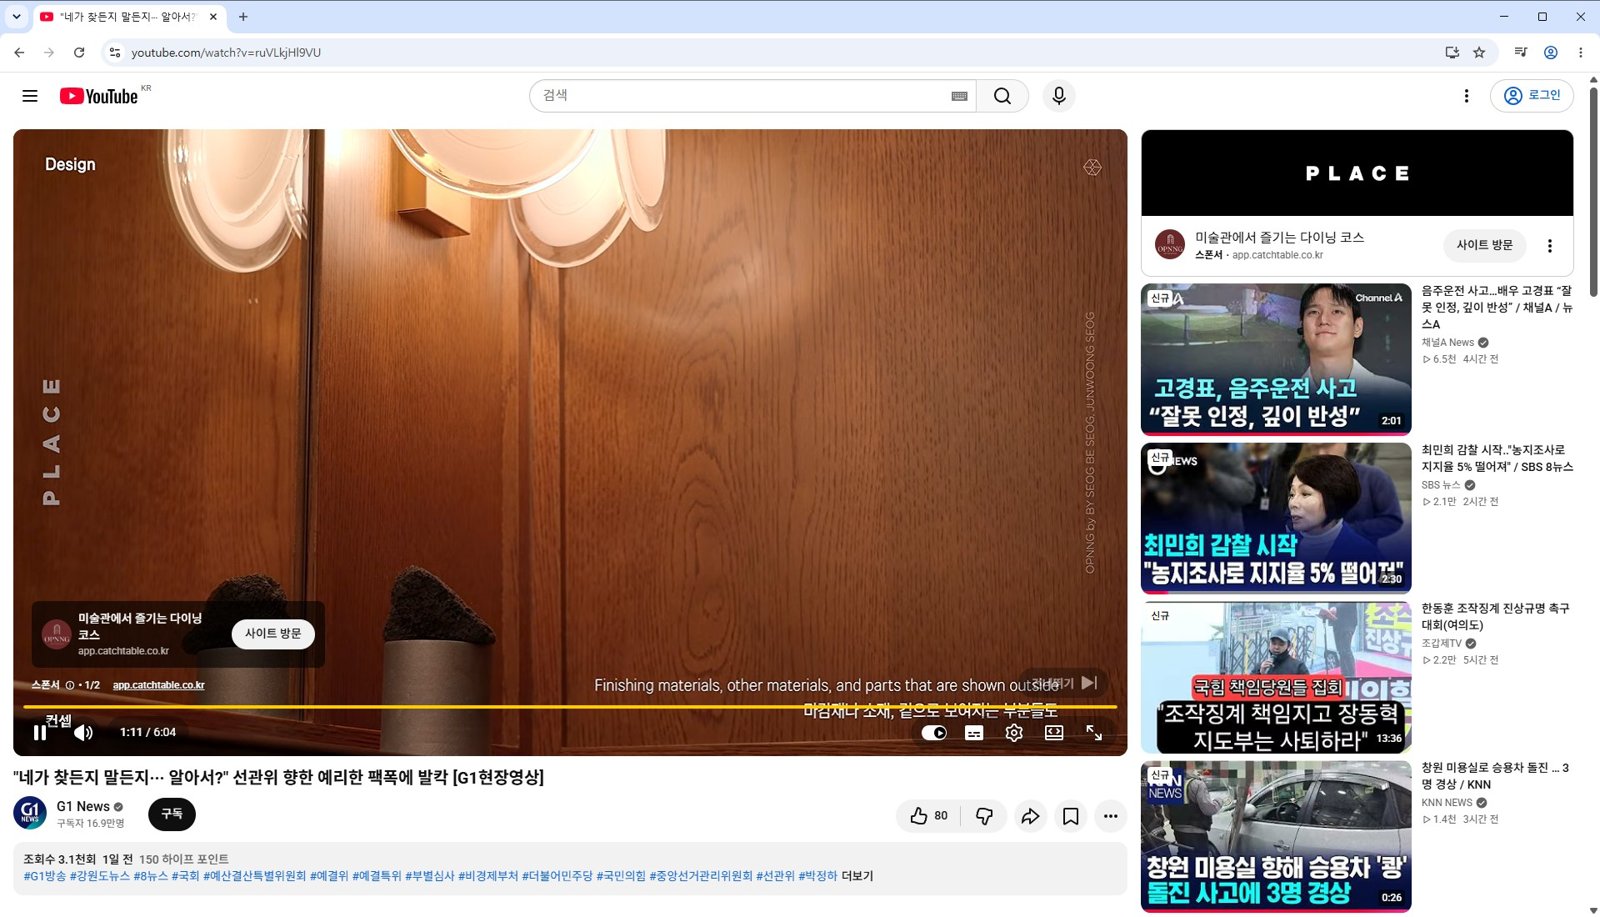 "네가 찾든지 말든지… 알아서?"
youtube.com/watch?v=ruVLkjHl9VU
YouTube KR
검색
로그인
Design
PLACE
OPNNG by BY SEOG BE SEOG, JUNWOONG SEOG
미술관에서 즐기는 다이닝
코스
app.catchtable.co.kr
사이트 방문
스폰서 · 1/2 app.catchtable.co.kr
Finishing materials, other materials, and parts that are shown outside
마감재나 소재, 겉으로 보여지는 부분들도
컨셉
1:11 / 6:04
"네가 찾든지 말든지… 알아서?" 선관위 향한 예리한 팩폭에 발칵 [G1현장영상]
G1 NEWS
G1 News
구독자 16.9만명
구독
80
조회수 3.1천회 1일 전 150 하이프 포인트
#G1방송 #강원도뉴스 #8뉴스 #국회 #예산결산특별위원회 #예결위 #예결특위 #부별심사 #비경제부처 #더불어민주당 #국민의힘 #중앙선거관리위원회 #선관위 #박정하 더보기
PLACE
OPNNG
미술관에서 즐기는 다이닝 코스
스폰서 · app.catchtable.co.kr
사이트 방문
신규
Channel A
고경표, 음주운전 사고
"잘못 인정, 깊이 반성"
2:01
음주운전 사고...배우 고경표 "잘
못 인정, 깊이 반성" / 채널A / 뉴
스A
채널A News
6.5천 4시간 전
신규
NEWS
최민희 감찰 시작
"농지조사로 지지율 5% 떨어져"
2:30
최민희 감찰 시작.."농지조사로
지지율 5% 떨어져" / SBS 8뉴스
SBS 뉴스
2.1만 2시간 전
신규
국힘 책임당원들 집회
"조작징계 책임지고 장동혁
지도부는 사퇴하라"
13:36
한동훈 조작징계 진상규명 촉구
대회(여의도)
조갑제TV
2.2만 5시간 전
신규
KNN
NEWS
창원 미용실 향해 승용차 '쾅'
돌진 사고에 3명 경상
0:26
창원 미용실로 승용차 돌진 ... 3
명 경상 / KNN
KNN NEWS
1.4천 3시간 전